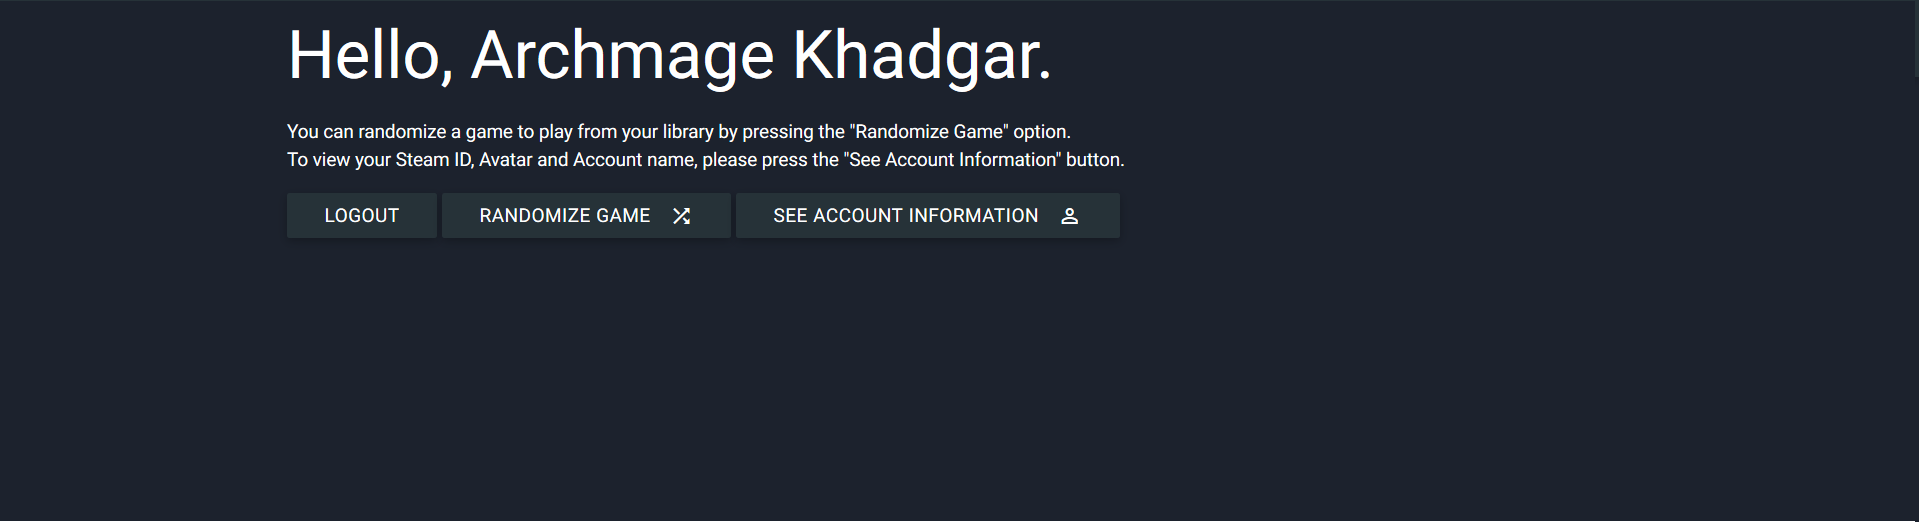 Hello, Archmage Khadgar.
You can randomize a game to play from your library by pressing the "Randomize Game" option.
To view your Steam ID, Avatar and Account name, please press the "See Account Information" button.
LOGOUT
RANDOMIZE GAME
SEE ACCOUNT INFORMATION